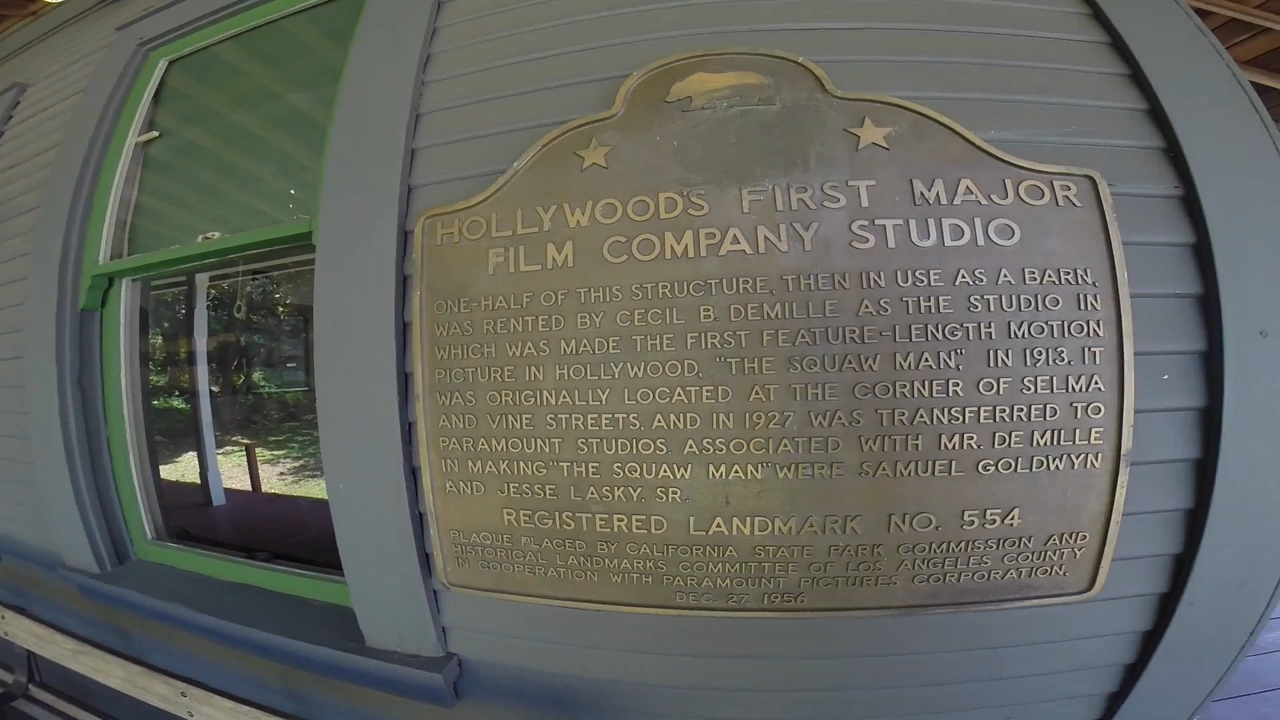 HOLLYWOOD'S FIRST MAJOR
FILM COMPANY STUDIO
ONE-HALF OF THIS STRUCTURE, THEN IN USE AS A BARN,
WAS RENTED BY CECIL B. DEMILLE AS THE STUDIO IN
WHICH WAS MADE THE FIRST FEATURE-LENGTH MOTION
PICTURE IN HOLLYWOOD, "THE SQUAW MAN", IN 1913. IT
WAS ORIGINALLY LOCATED AT THE CORNER OF SELMA
AND VINE STREETS, AND IN 1927 WAS TRANSFERRED TO
PARAMOUNT STUDIOS. ASSOCIATED WITH MR. DE MILLE
IN MAKING "THE SQUAW MAN" WERE SAMUEL GOLDWYN
AND JESSE LASKY, SR.
REGISTERED LANDMARK NO. 554
PLAQUE PLACED BY CALIFORNIA STATE PARK COMMISSION AND
HISTORICAL LANDMARKS COMMITTEE OF LOS ANGELES COUNTY
IN COOPERATION WITH PARAMOUNT PICTURES CORPORATION,
DEC. 27, 1956